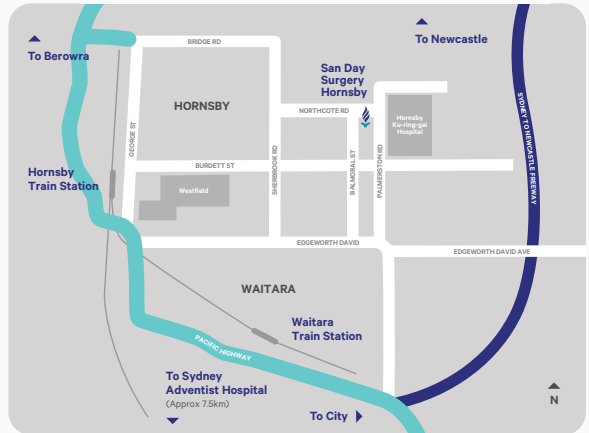 To Newcastle
BRIDGE RD
To Berowra
San Day
Surgery
Hornsby
HORNSBY
NORTHCOTE RD
Hornsby
Ku-ring-gai
Hospital
SYDNEY TO NEWCASTLE FREEWAY
GEORGE ST
SHERBROOK RD
BALMORAL ST
PALMERSTON RD
BURDETT ST
Hornsby
Train Station
Westfield
EDGEWORTH DAVID
EDGEWORTH DAVID AVE
WAITARA
Waitara
Train Station
PACIFIC HIGHWAY
To Sydney
Adventist Hospital
(Approx 7.5km)
To City
N